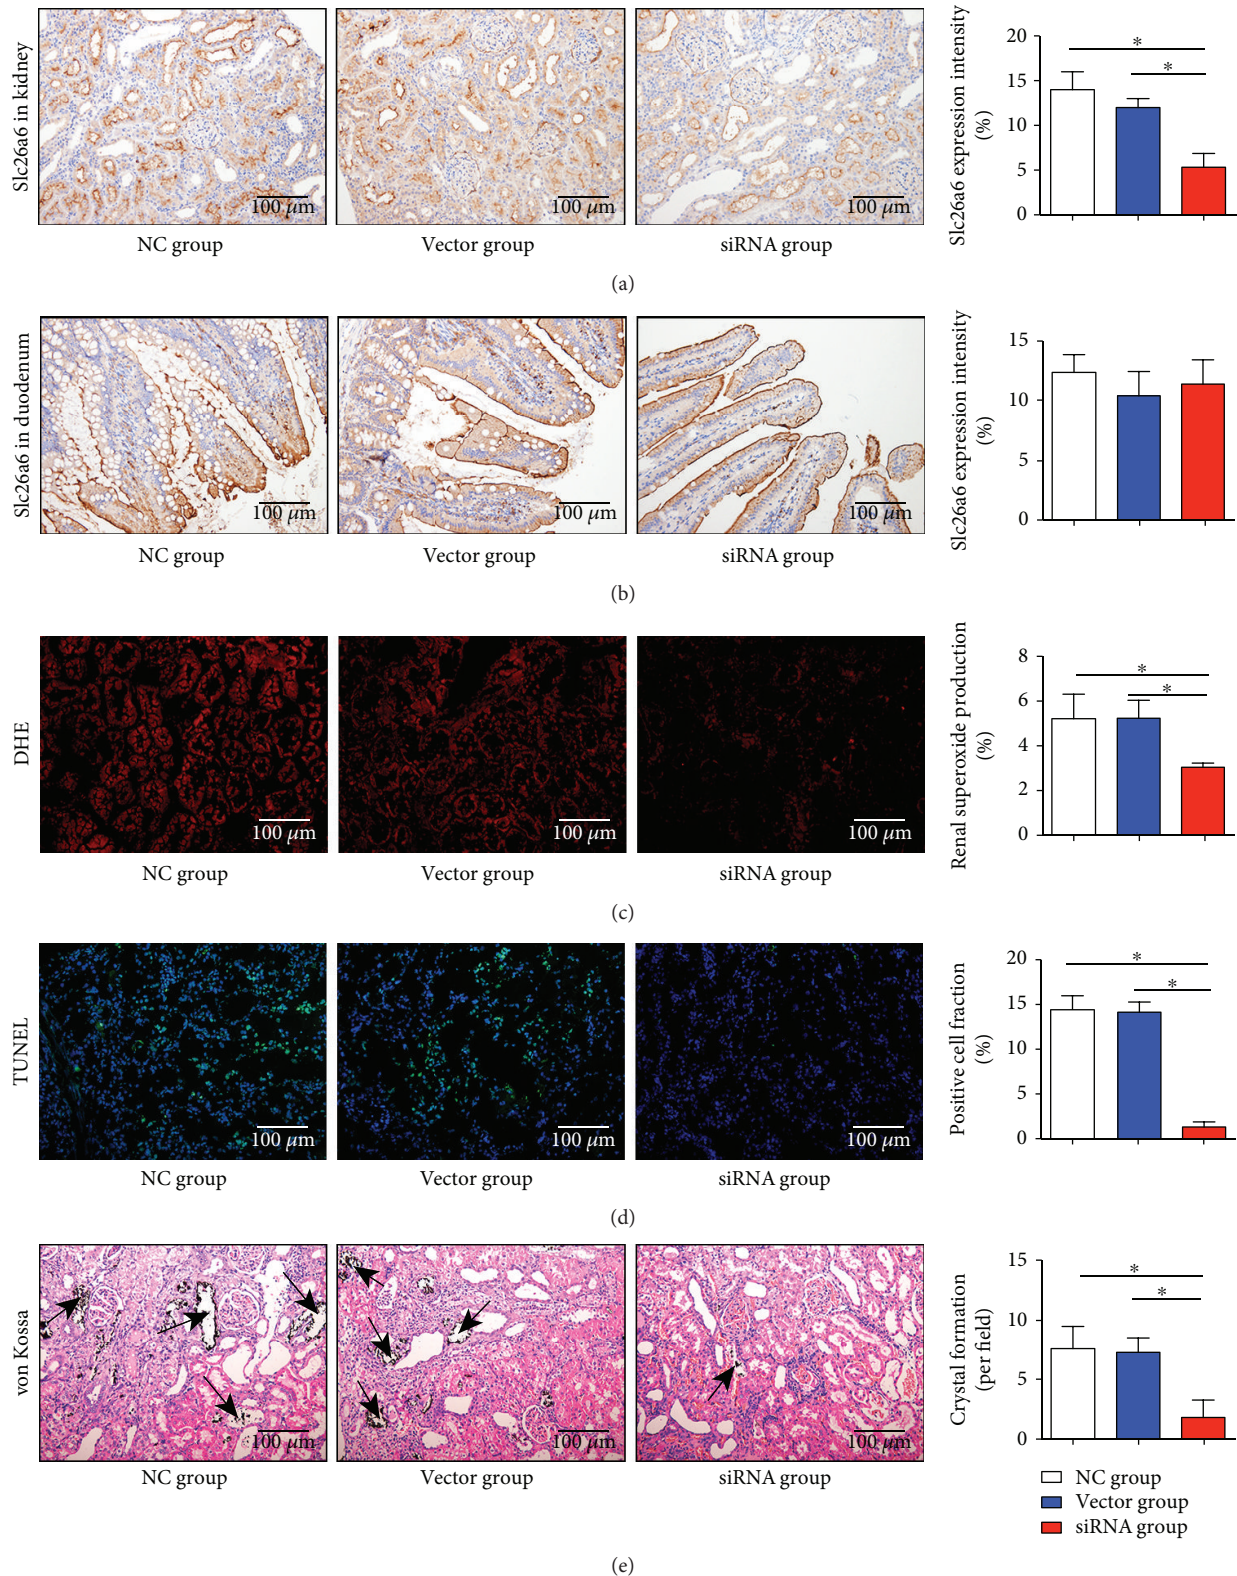 Slc26a6 in kidney
100 μm
100 μm
100 μm
NC group
Vector group
siRNA group
Slc26a6 expression intensity
(%)
20
15
10
5
0
*
*
(a)
Slc26a6 in duodenum
100 μm
100 μm
100 μm
NC group
Vector group
siRNA group
Slc26a6 expression intensity
(%)
15
10
5
0
(b)
DHE
100 μm
100 μm
100 μm
NC group
Vector group
siRNA group
Renal superoxide production
(%)
8
6
4
2
0
*
*
(c)
TUNEL
100 μm
100 μm
100 μm
NC group
Vector group
siRNA group
Positive cell fraction
(%)
20
15
10
5
0
*
*
(d)
von Kossa
100 μm
100 μm
100 μm
NC group
Vector group
siRNA group
Crystal formation
(per field)
15
10
5
0
*
*
NC group
Vector group
siRNA group
(e)